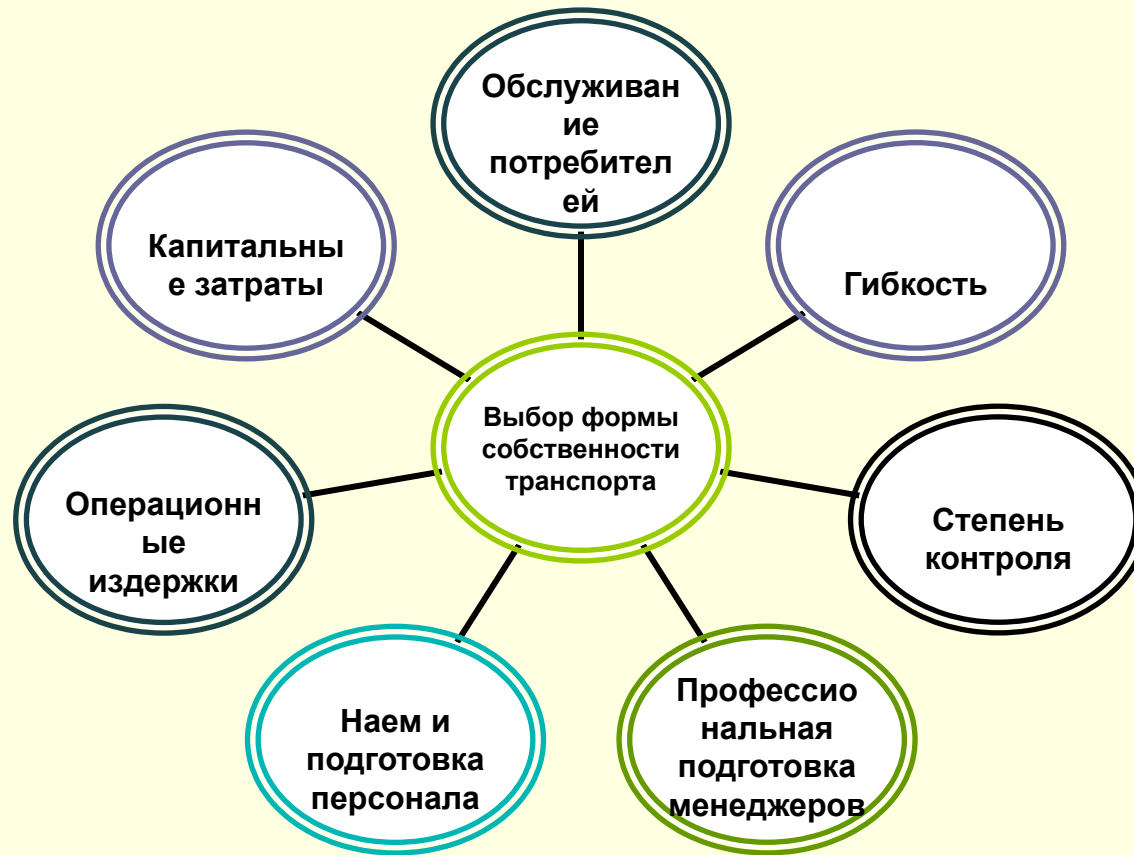 Обслуживан
ие
потребител
ей
Капитальны
е затраты
Гибкость
Выбор формы
собственности
транспорта
Операционн
ые
издержки
Степень
контроля
Наем и
подготовка
персонала
Профессио
нальная
подготовка
менеджеров